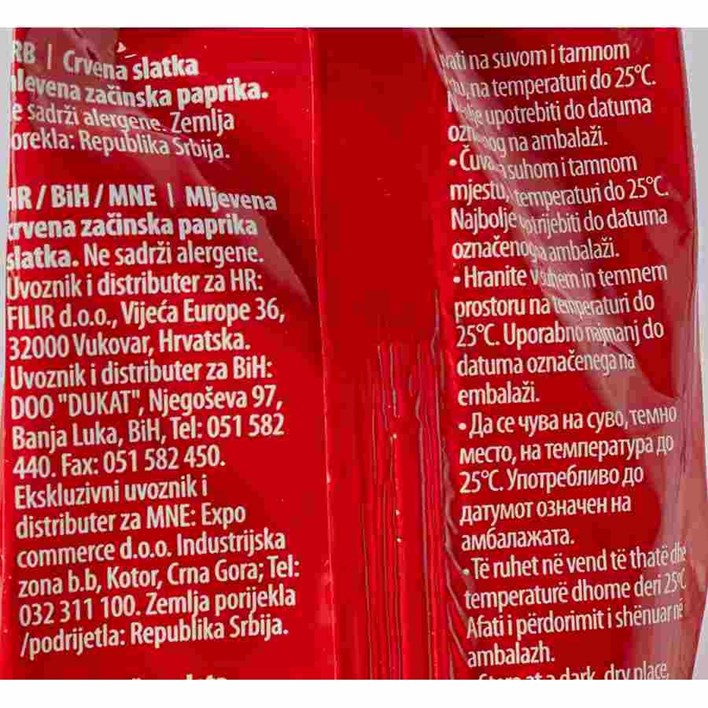 RB | Crvena slatka
mlevena začinska paprika.
Ne sadrži alergene. Zemlja
porekla: Republika Srbija.
HR / BiH / MNE | Mljevena
crvena začinska paprika
slatka. Ne sadrži alergene.
Uvoznik i distributer za HR:
FILIR d.o.o., Vijeća Europe 36,
32000 Vukovar, Hrvatska.
Uvoznik i distributer za BiH:
DOO "DUKAT", Njegoševa 97,
Banja Luka, BiH, Tel: 051 582
440. Fax: 051 582 450.
Ekskluzivni uvoznik i
distributer za MNE: Expo
commerce d.o.o. Industrijska
zona b.b, Kotor, Crna Gora; Tel:
032 311 100. Zemlja porijekla
/podrijetla: Republika Srbija.
vati na suvom i tamnom
na temperaturi do 25°C.
upotrebiti do datuma
na ambalaži.
• Čuva suhom i tamnom
mjestu, temperaturi do 25°C.
Najbolje upotrijebiti do datuma
označenog ambalaži.
• Hranite v suhem in temnem
prostoru na temperaturi do
25°C. Uporabno najmanj do
datuma označenega na
embalaži.
• Да се чува на суво, темно
место, на температура до
25°C. Употребливо до
датумот означен на
амбалажата.
• Të ruhet në vend të thatë dhe
temperaturë dhome deri 25°C
Afati i përdorimit i shënuar në
ambalazh.
• Store at a dark, dry place,